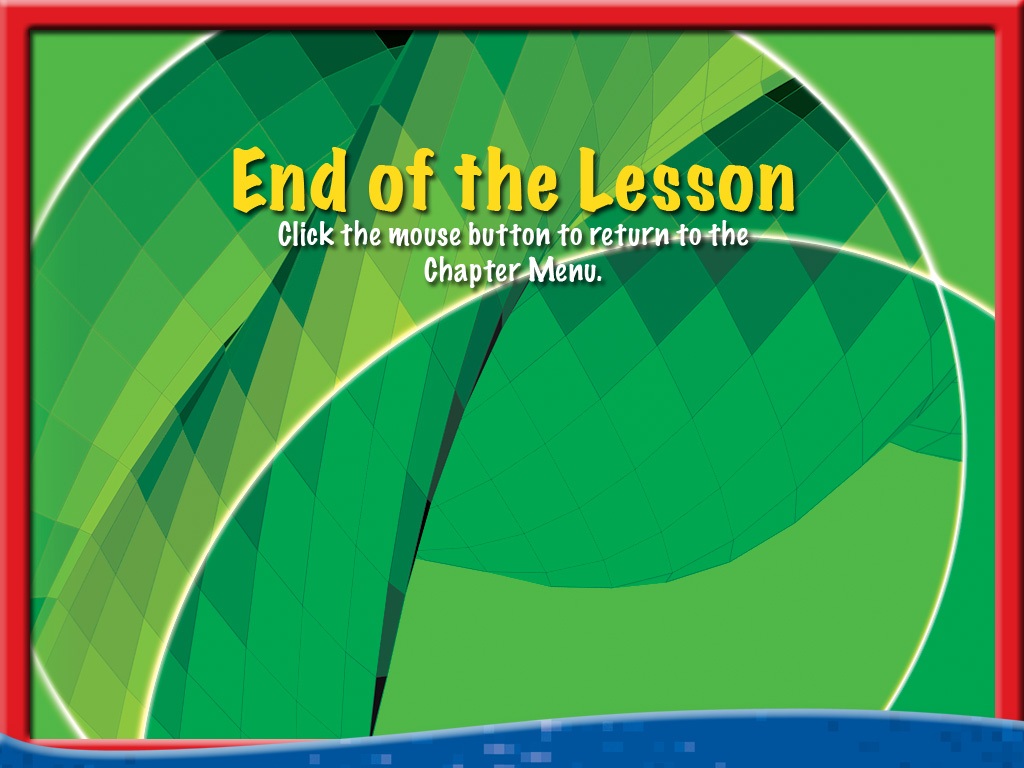 End of the Lesson
Click the mouse button to return to the
Chapter Menu.